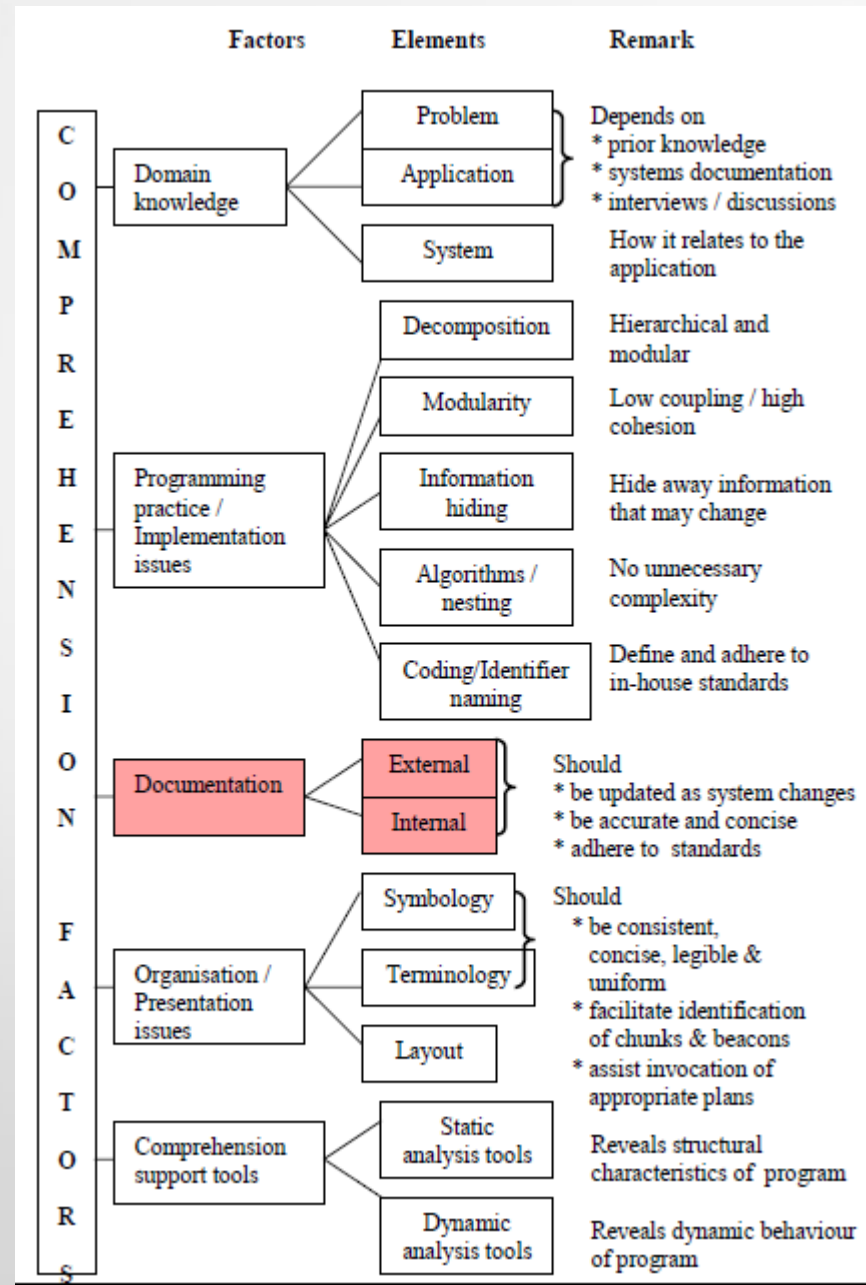 Factors Elements Remark
C
O
M
P
R
E
H
E
N
S
I
O
N
F
A
C
T
O
R
S
Domain
knowledge
Problem
Application
System
Depends on
* prior knowledge
* systems documentation
* interviews / discussions
How it relates to the
application
Programming
practice /
Implementation
issues
Decomposition
Hierarchical and
modular
Modularity
Low coupling / high
cohesion
Information
hiding
Hide away information
that may change
Algorithms /
nesting
No unnecessary
complexity
Coding/Identifier
naming
Define and adhere to
in-house standards
Documentation
External
Internal
Should
* be updated as system changes
* be accurate and concise
* adhere to standards
Organisation /
Presentation
issues
Symbology
Terminology
Layout
Should
* be consistent,
concise, legible &
uniform
* facilitate identification
of chunks & beacons
* assist invocation of
appropriate plans
Comprehension
support tools
Static
analysis tools
Reveals structural
characteristics of program
Dynamic
analysis tools
Reveals dynamic behaviour
of program